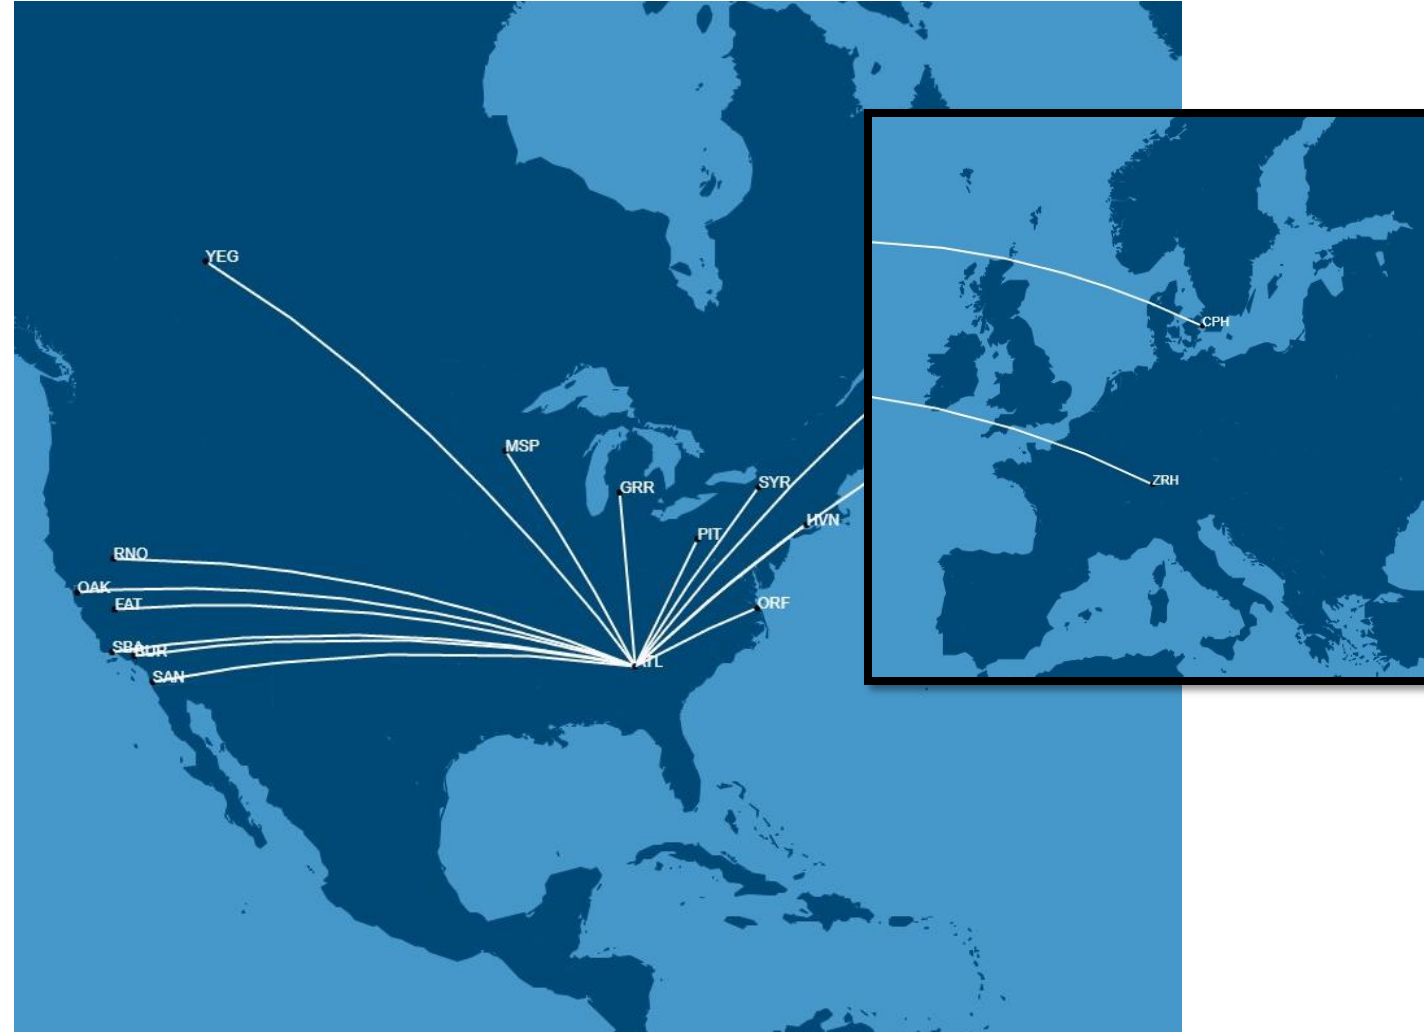 YEG
CPH
MSP
ZRH
SYR
GRR
HVN
PIT
RNO
OAK
FAT
ORF
SBA
BUR
ATL
SAN